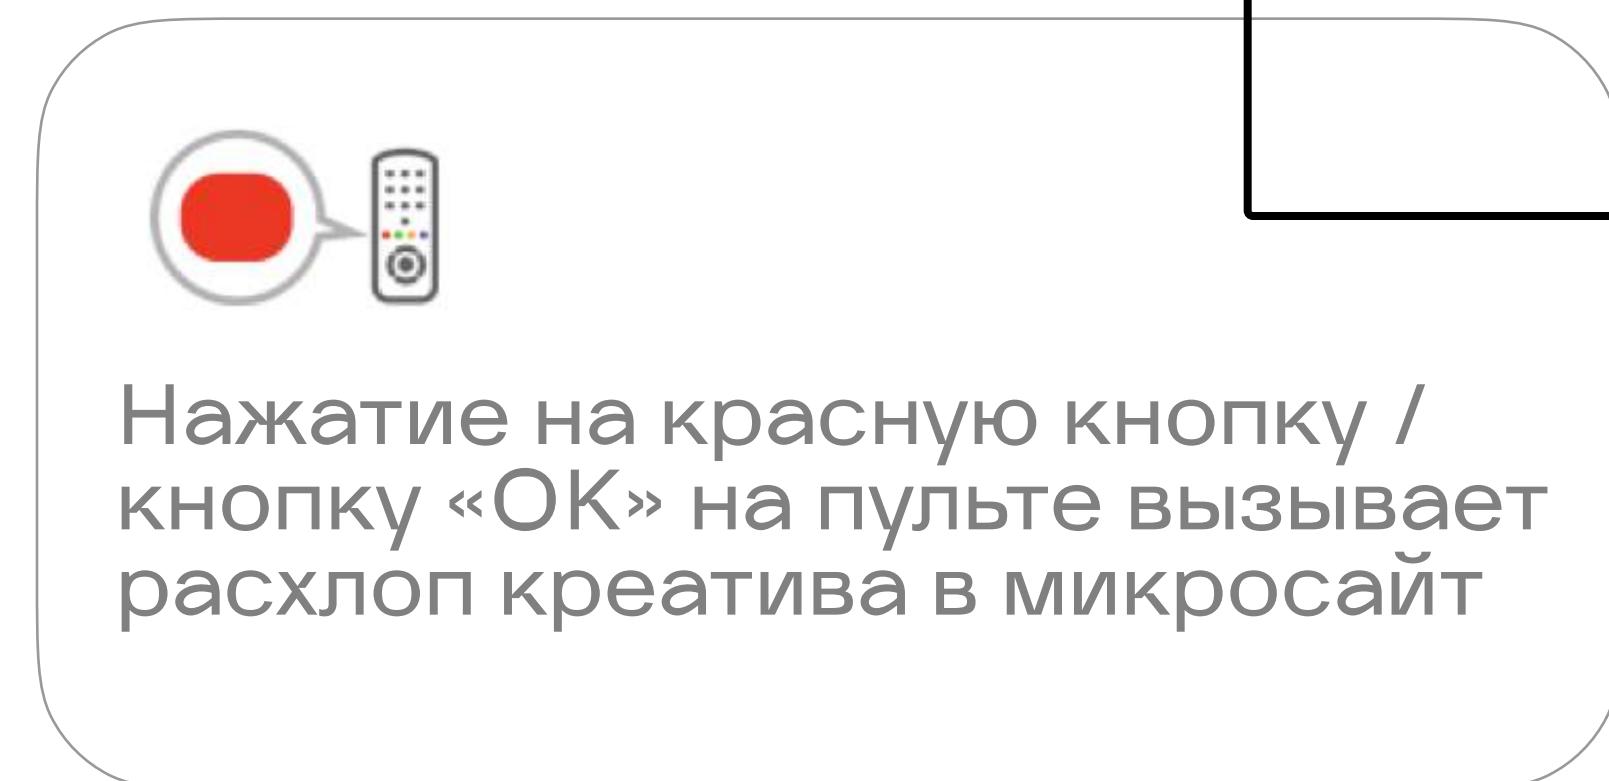 Нажатие на красную кнопку /
кнопку «ОК» на пульте вызывает
расхлоп креатива в микросайт